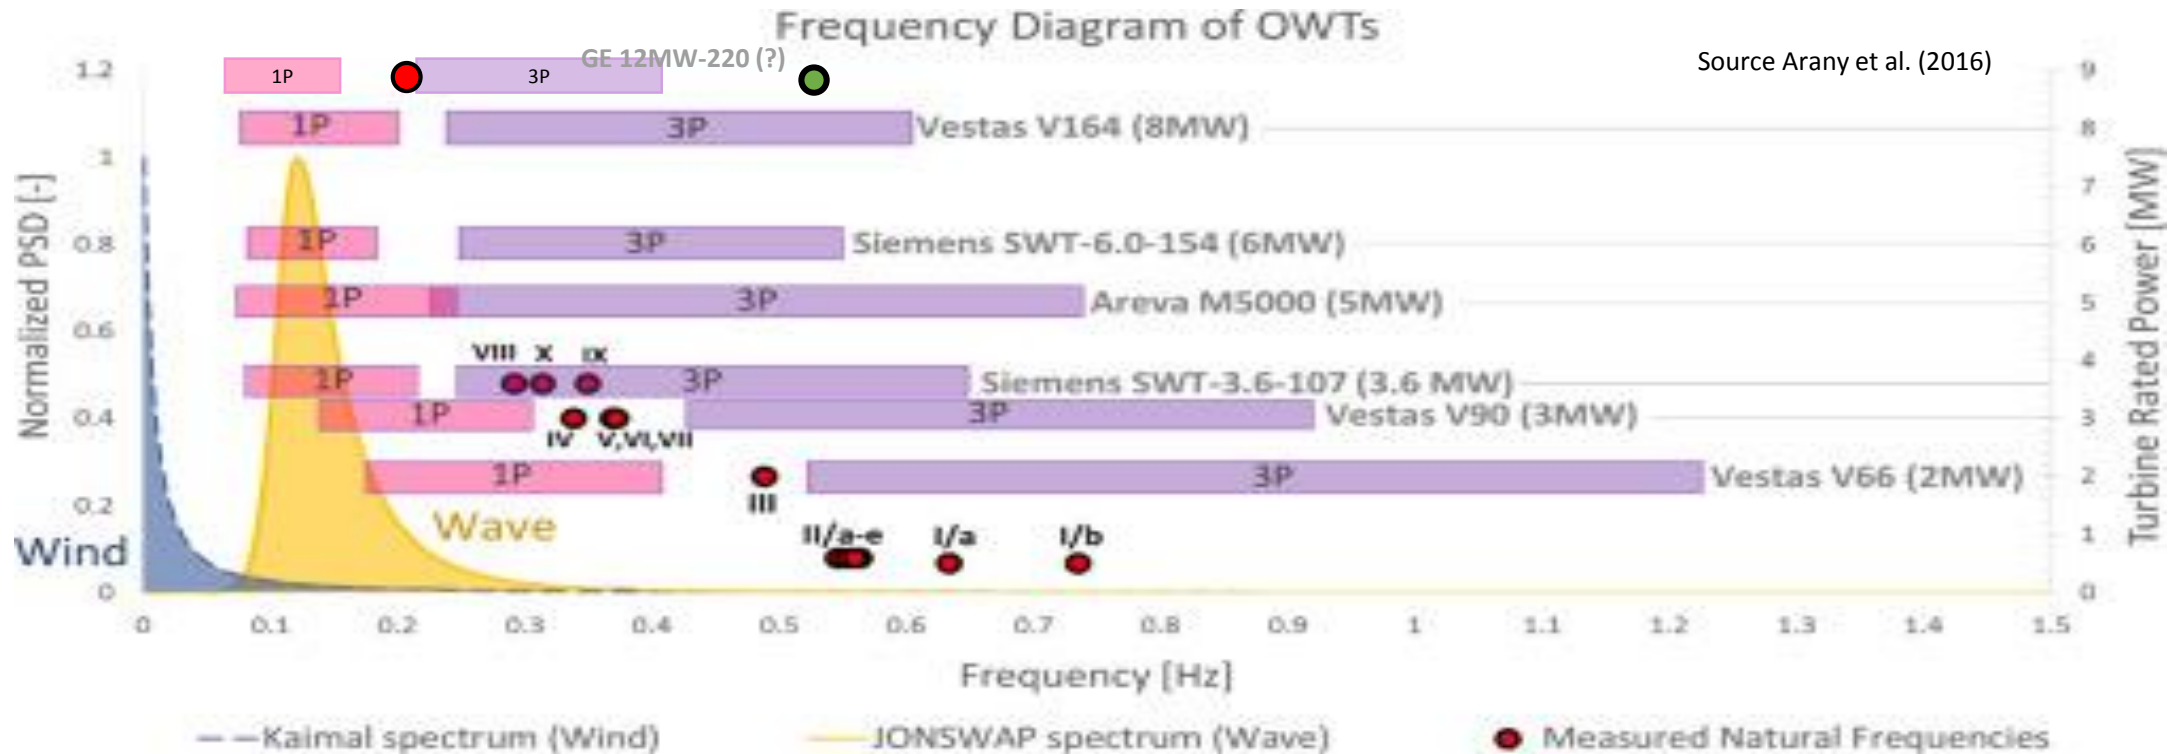 Frequency Diagram of OWTs
GE 12MW-220 (?)
Source Arany et al. (2016)
1.2
1P
3P
9
1P
3P
Vestas V164 (8MW)
8
1
7
0.8
1P
3P
Siemens SWT-6.0-154 (6MW)
6
1P
3P
Areva M5000 (5MW)
5
0.6
VIII
X
IX
4
1P
3P
Siemens SWT-3.6-107 (3.6 MW)
0.4
1P
3P
Vestas V90 (3MW)
3
IV
V,VI,VII
1P
3P
Vestas V66 (2MW)
2
0.2
III
Wave
II/a-e
I/a
I/b
1
Wind
0
0
Normalized PSD [-]
Turbine Rated Power [MW]
0 0.1 0.2 0.3 0.4 0.5 0.6 0.7 0.8 0.9 1 1.1 1.2 1.3 1.4 1.5
Frequency [Hz]
Kaimal spectrum (Wind)
JONSWAP spectrum (Wave)
Measured Natural Frequencies